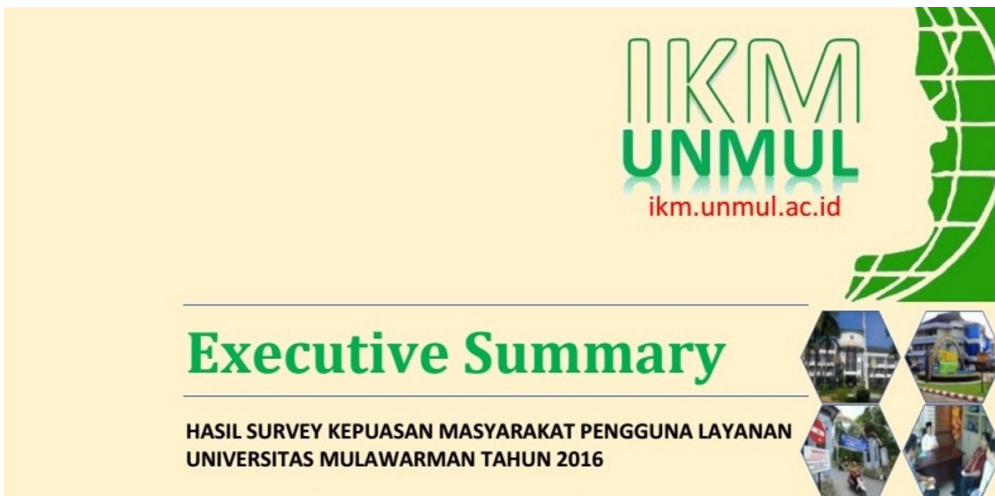 IKM
UNMUL
ikm.unmul.ac.id
Executive Summary
HASIL SURVEY KEPUASAN MASYARAKAT PENGGUNA LAYANAN
UNIVERSITAS MULAWARMAN TAHUN 2016